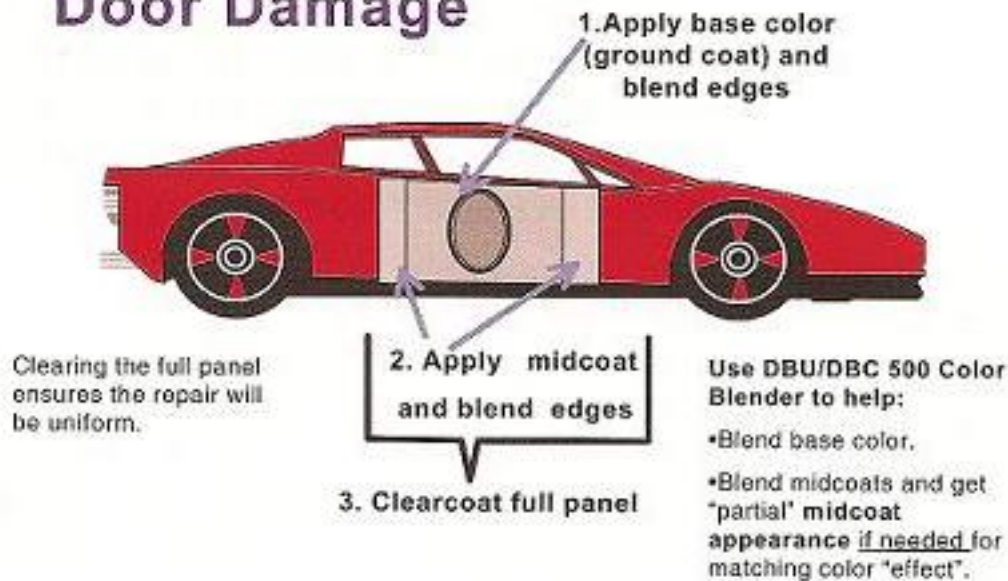 Door Damage
1.Apply base color
(ground coat) and
blend edges
Clearing the full panel
ensures the repair will
be uniform.
2. Apply midcoat
and blend edges
3. Clearcoat full panel
Use DBU/DBC 500 Color
Blender to help:
•Blend base color.
•Blend midcoats and get
"partial" midcoat
appearance if needed for
matching color "effect".